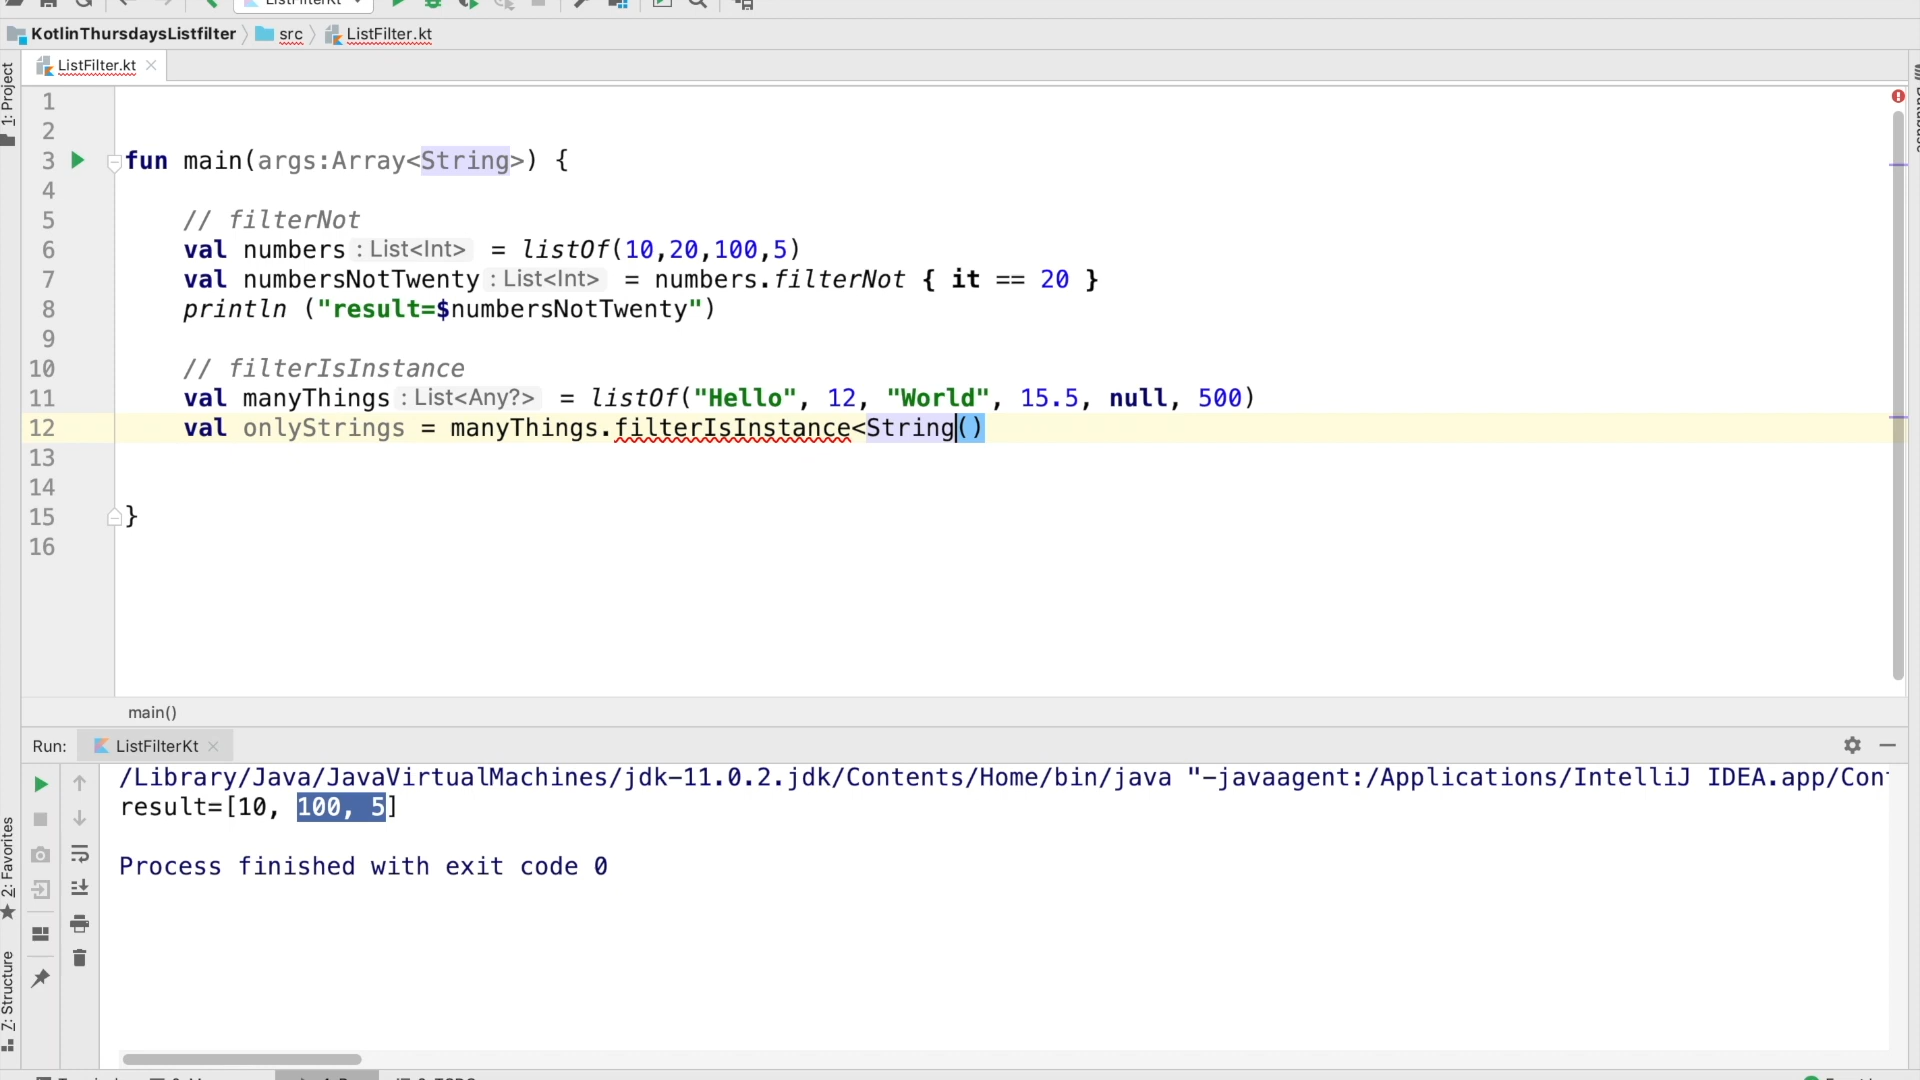 ListFilterKt
KotlinThursdaysListfilter
src
ListFilter.kt
ListFilter.kt
1: Project
1
2
3 fun main(args:Array<String>) {
4
5 // filterNot
6 val numbers : List<Int> = listOf(10,20,100,5)
7 val numbersNotTwenty : List<Int> = numbers.filterNot { it == 20 }
8 println ("result=$numbersNotTwenty")
9
10 // filterIsInstance
11 val manyThings : List<Any?> = listOf("Hello", 12, "World", 15.5, null, 500)
12 val onlyStrings = manyThings.filterIsInstance<String()
13
14
15 }
16
main()
Run: ListFilterKt
/Library/Java/JavaVirtualMachines/jdk-11.0.2.jdk/Contents/Home/bin/java "-javaagent:/Applications/IntelliJ IDEA.app/Con
result=[10, 100, 5]
Process finished with exit code 0
2: Favorites
7: Structure